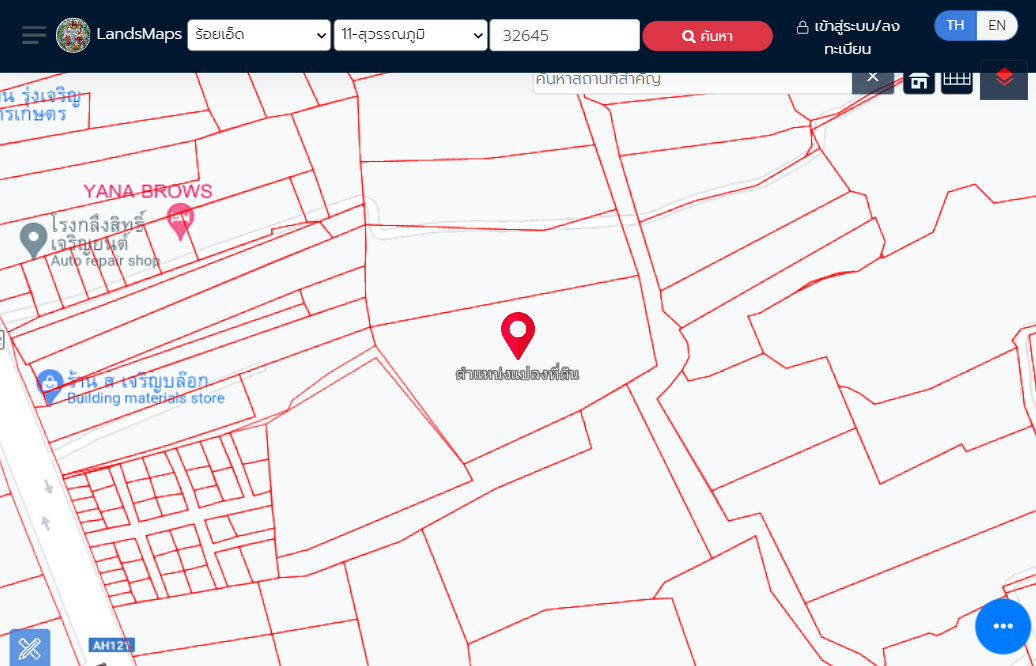 LandsMaps
ร้อยเอ็ด
11-สุวรรณภูมิ
32645
ค้นหา
เข้าสู่ระบบ/ลง
ทะเบียน
TH
EN
ค้นหาสถานที่สำคัญ
น รุ่งเจริญ
ารเกษตร
YANA BROWS
โรงกลึงสิทธิ์
เจริญยนต์
Auto repair shop
ตำแหน่งแปลงที่ดิน
ร้าน ส เจริญบล๊อก
Building materials store
AH121